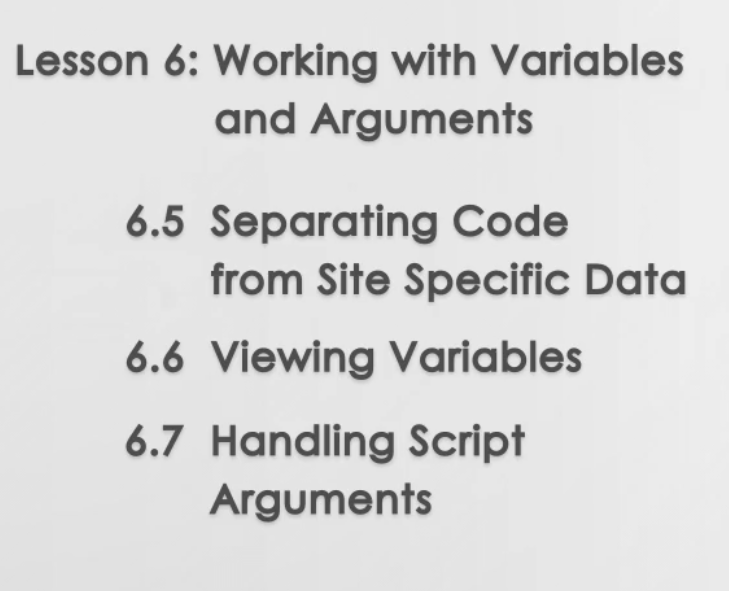 Lesson 6: Working with Variables
and Arguments
6.5 Separating Code
from Site Specific Data
6.6 Viewing Variables
6.7 Handling Script
Arguments